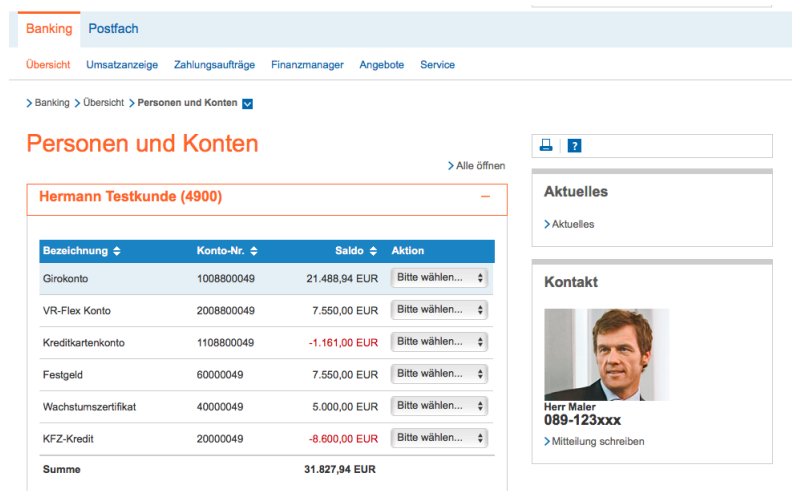 Banking Postfach
Übersicht Umsatzanzeige Zahlungsaufträge Finanzmanager Angebote Service
Banking Übersicht Personen und Konten
Personen und Konten
Alle öffnen
Hermann Testkunde (4900) –
Bezeichnung Konto-Nr. Saldo Aktion
Girokonto 1008800049 21.488,94 EUR Bitte wählen...
VR-Flex Konto 2008800049 7.550,00 EUR Bitte wählen...
Kreditkartenkonto 1108800049 -1.161,00 EUR Bitte wählen...
Festgeld 60000049 7.550,00 EUR Bitte wählen...
Wachstumszertifikat 40000049 5.000,00 EUR Bitte wählen...
KFZ-Kredit 20000049 -8.600,00 EUR Bitte wählen...
Summe 31.827,94 EUR
?
Aktuelles
Aktuelles
Kontakt
Herr Maler
089-123xxx
Mitteilung schreiben